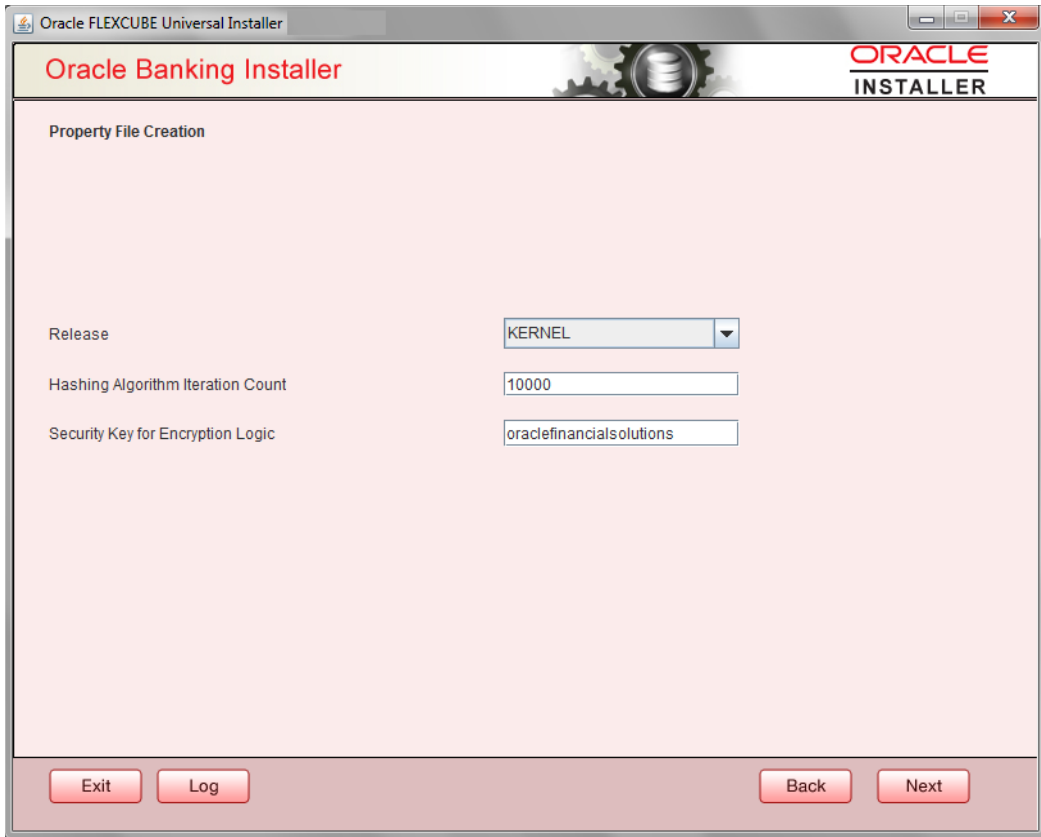 Oracle FLEXCUBE Universal Installer
Oracle Banking Installer
ORACLE
INSTALLER
Property File Creation
Release KERNEL
Hashing Algorithm Iteration Count 10000
Security Key for Encryption Logic oraclefinancialsolutions
Exit Log Back Next